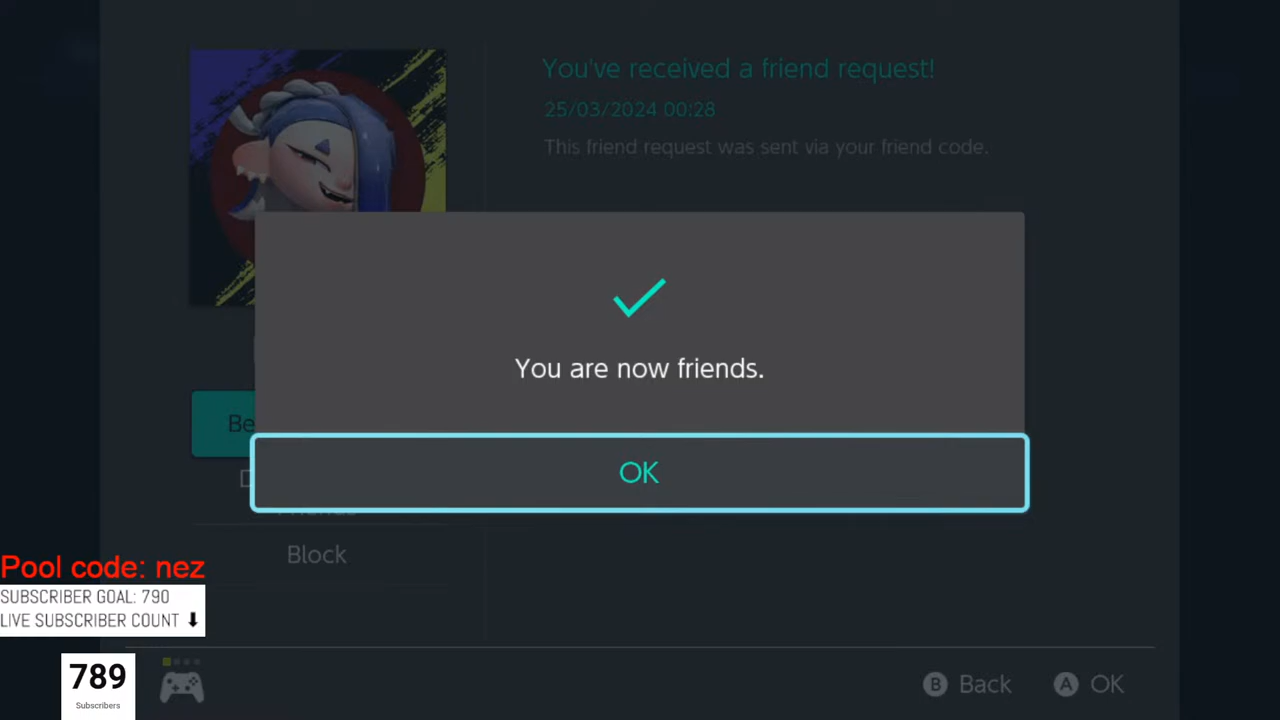 You've received a friend request!
25/03/2024 00:28
This friend request was sent via your friend code.
You are now friends.
Be
OK
Friends
Block
Pool code: nez
SUBSCRIBER GOAL: 790
LIVE SUBSCRIBER COUNT ⬇
789
Subscribers
B Back
A OK